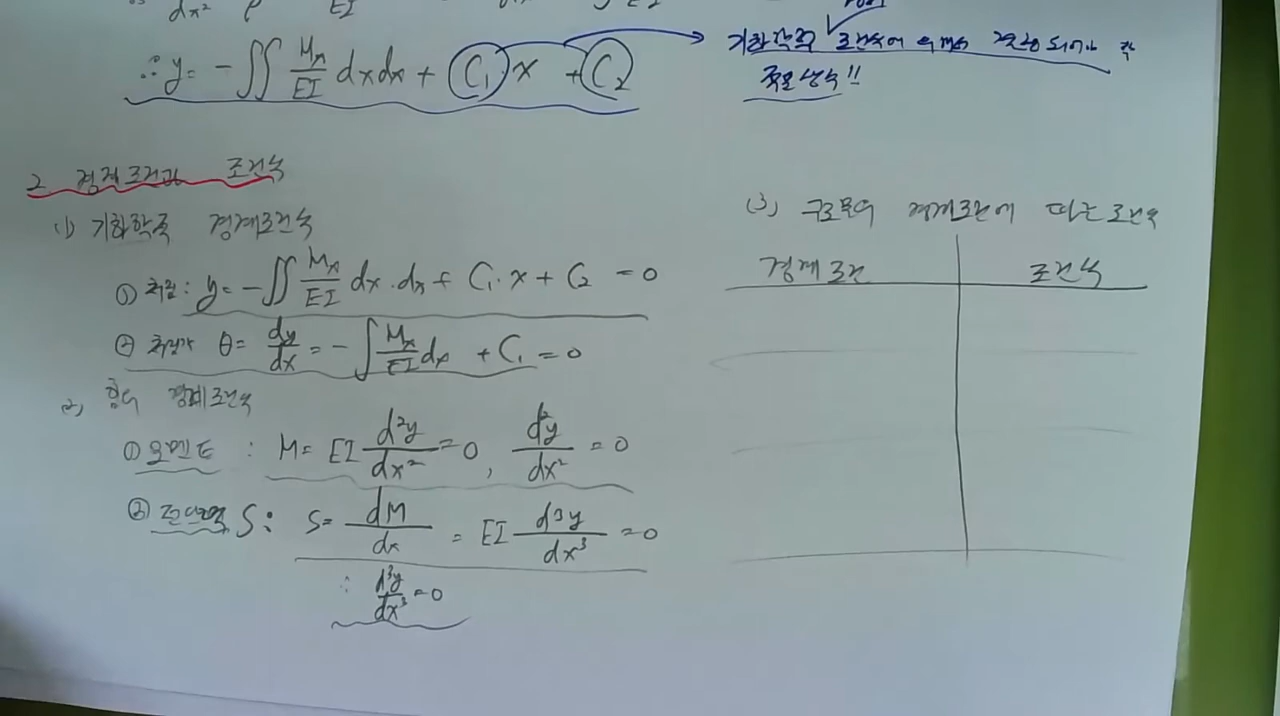 dx² ρ EI
∴ y = - ∬ Mx/EI dxdx + C₁x + C₂
기하학적 조건식에 의해 결정되어야 할
적분상수!!
2 경계조건과 조건식
(1) 기하학적 경계조건식
① 처짐: y = - ∬ Mx/EI dx·dx + C₁·x + C₂ = 0
② 처짐각 θ = dy/dx = - ∫ Mx/EI dx + C₁ = 0
(2) 힘의 경계조건식
① 모멘트 : M = EI d²y/dx² = 0, d²y/dx² = 0
② 전단력 S : S = dM/dx = EI d³y/dx³ = 0
∴ d³y/dx³ = 0
(3) 구조물의 경계조건에 따른 조건식
경계조건 조건식